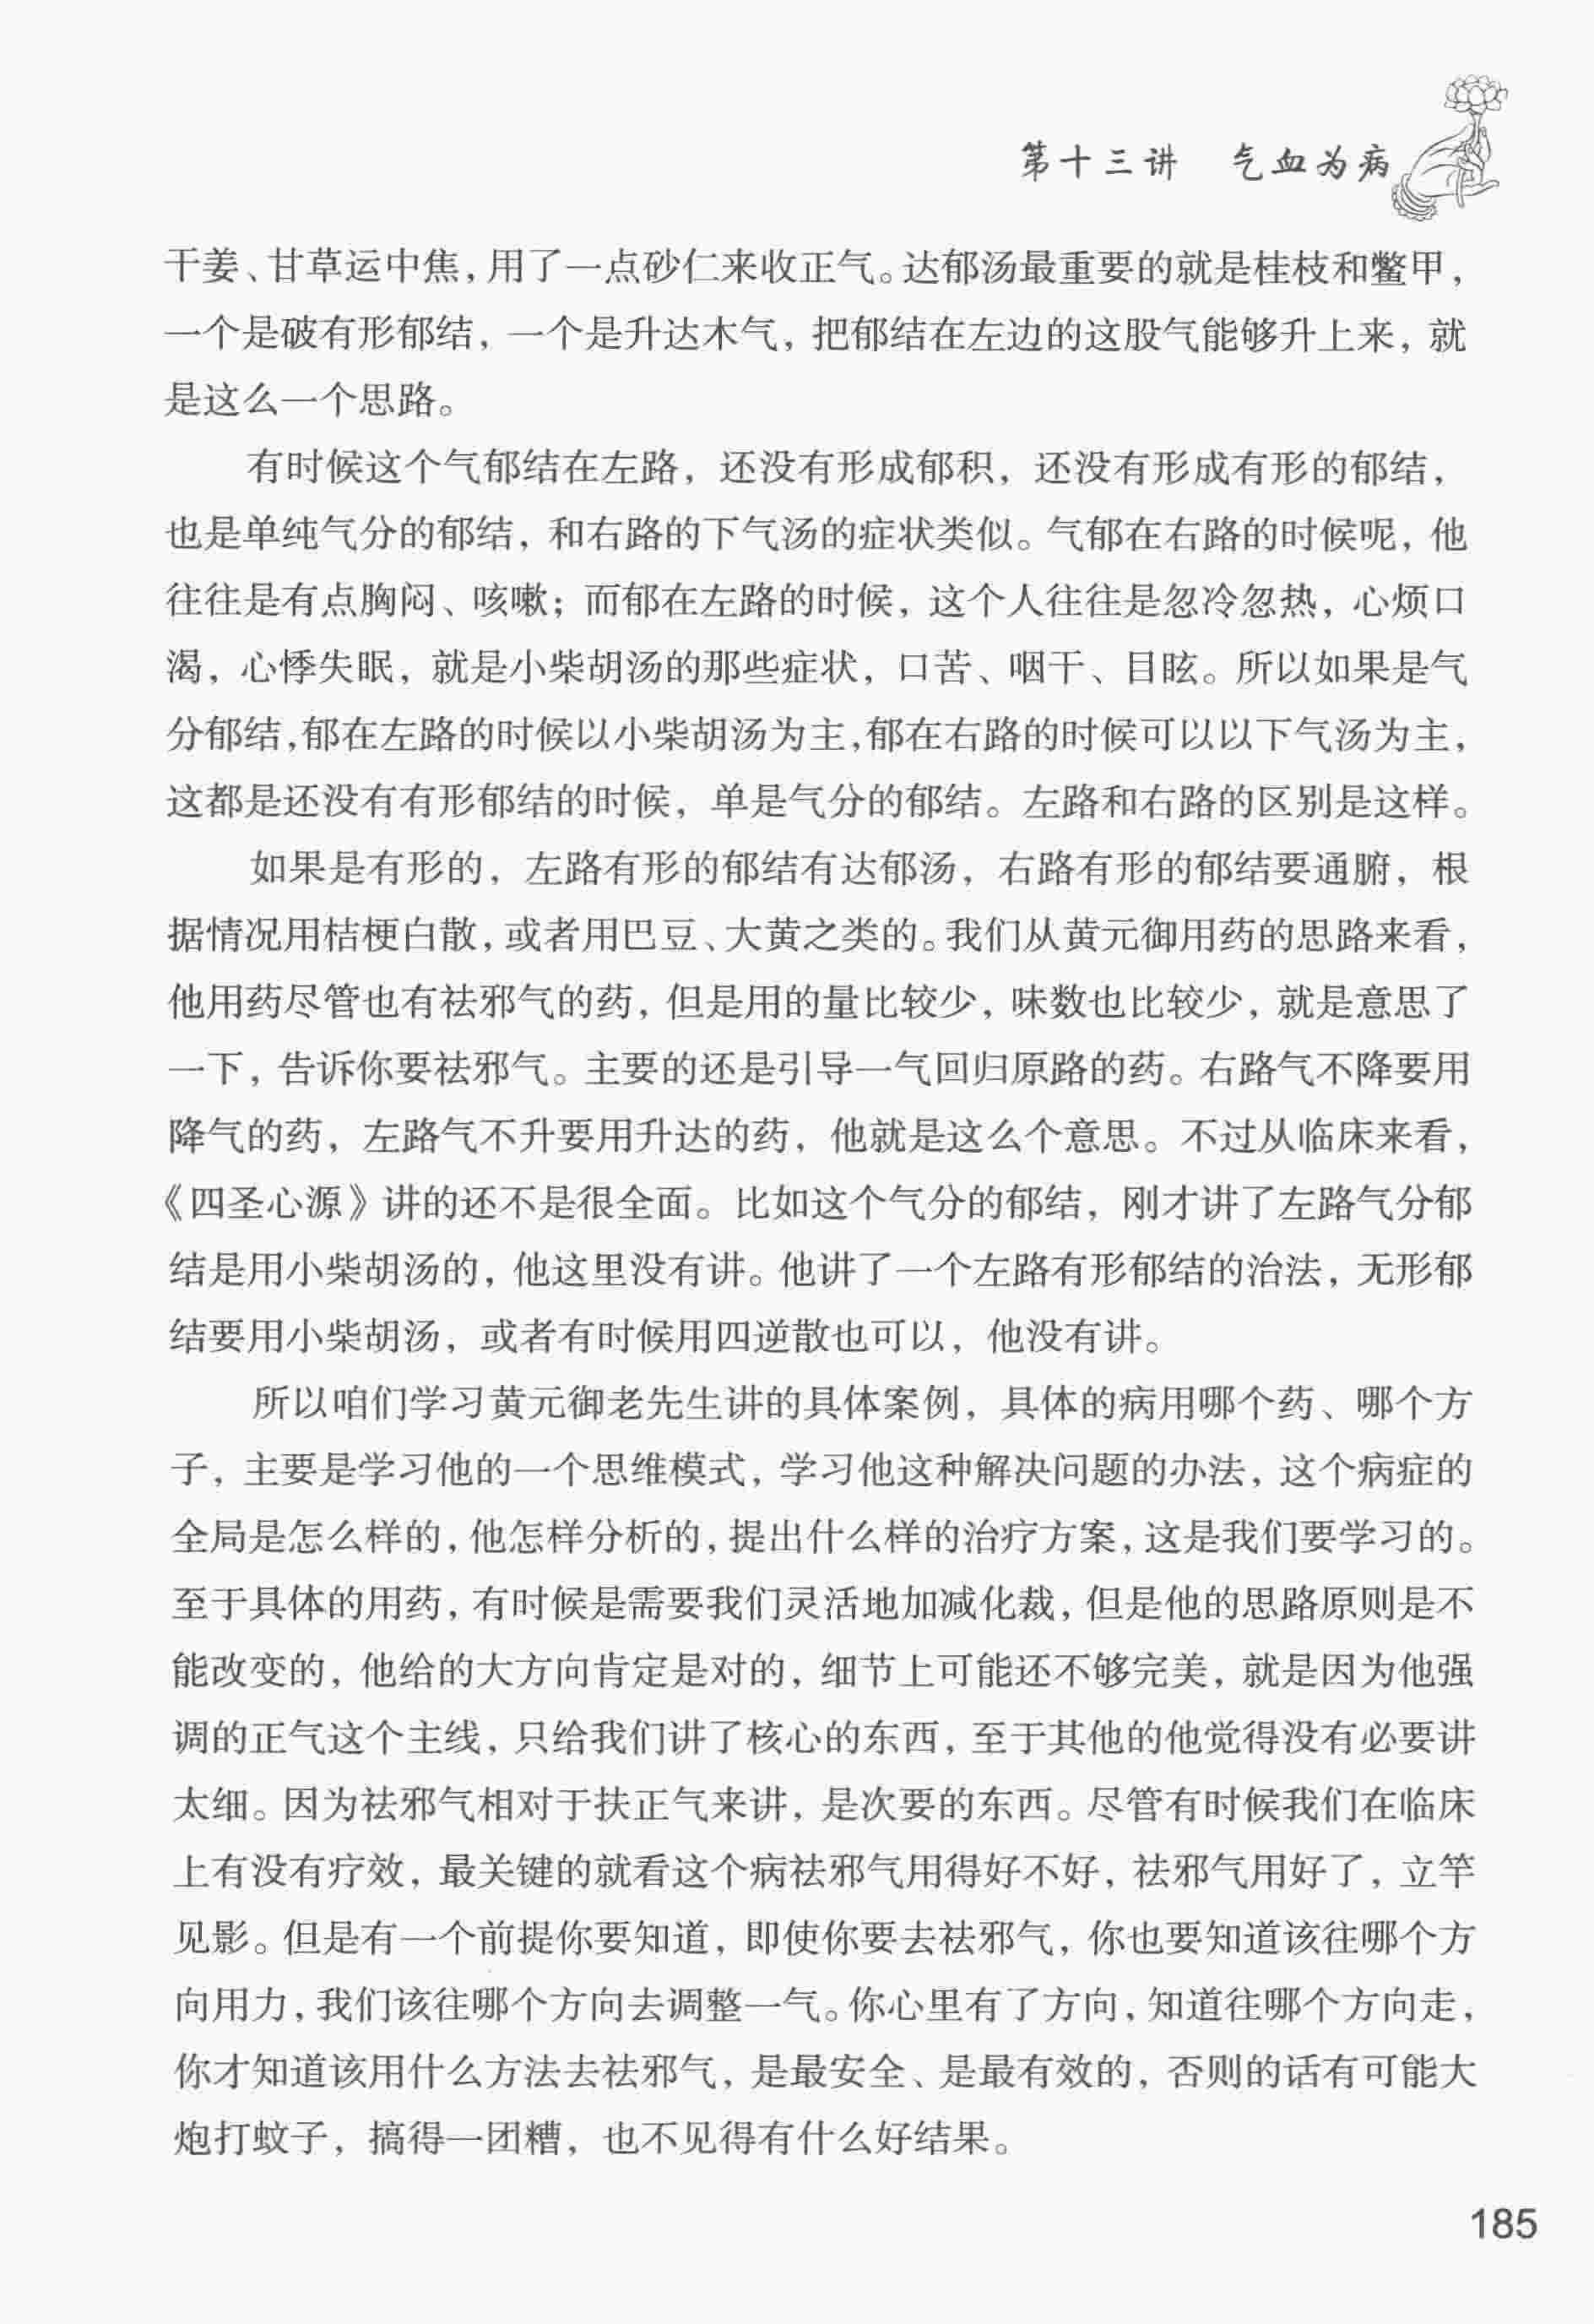 第十三讲 气血为病
干姜、甘草运中焦，用了一点砂仁来收正气。达郁汤最重要的就是桂枝和鳖甲，
一个是破有形郁结，一个是升达木气，把郁结在左边的这股气能够升上来，就
是这么一个思路。
有时候这个气郁结在左路，还没有形成郁积，还没有形成有形的郁结，
也是单纯气分的郁结，和右路的下气汤的症状类似。气郁在右路的时候呢，他
往往是有点胸闷、咳嗽；而郁在左路的时候，这个人往往是忽冷忽热，心烦口
渴，心悸失眠，就是小柴胡汤的那些症状，口苦、咽干、目眩。所以如果是气
分郁结，郁在左路的时候以小柴胡汤为主，郁在右路的时候可以以下气汤为主，
这都是还没有有形郁结的时候，单是气分的郁结。左路和右路的区别是这样。
如果是有形的，左路有形的郁结有达郁汤，右路有形的郁结要通腑，根
据情况用桔梗白散，或者用巴豆、大黄之类的。我们从黄元御用药的思路来看，
他用药尽管也有祛邪气的药，但是用的量比较少，味数也比较少，就是意思了
一下，告诉你要祛邪气。主要的还是引导一气回归原路的药。右路气不降要用
降气的药，左路气不升要用升达的药，他就是这么个意思。不过从临床来看，
《四圣心源》讲的还不是很全面。比如这个气分的郁结，刚才讲了左路气分郁
结是用小柴胡汤的，他这里没有讲。他讲了一个左路有形郁结的治法，无形郁
结要用小柴胡汤，或者有时候用四逆散也可以，他没有讲。
所以咱们学习黄元御老先生讲的具体案例，具体的病用哪个药、哪个方
子，主要是学习他的一个思维模式，学习他这种解决问题的办法，这个病症的
全局是怎么样的，他怎样分析的，提出什么样的治疗方案，这是我们要学习的。
至于具体的用药，有时候是需要我们灵活地加减化裁，但是他的思路原则是不
能改变的，他给的大方向肯定是对的，细节上可能还不够完美，就是因为他强
调的正气这个主线，只给我们讲了核心的东西，至于其他的他觉得没有必要讲
太细。因为祛邪气相对于扶正气来讲，是次要的东西。尽管有时候我们在临床
上有没有疗效，最关键的就看这个病祛邪气用得好不好，祛邪气用好了，立竿
见影。但是有一个前提你要知道，即使你要去祛邪气，你也要知道该往哪个方
向用力，我们该往哪个方向去调整一气。你心里有了方向，知道往哪个方向走，
你才知道该用什么方法去祛邪气，是最安全、是最有效的，否则的话有可能大
炮打蚊子，搞得一团糟，也不见得有什么好结果。
185